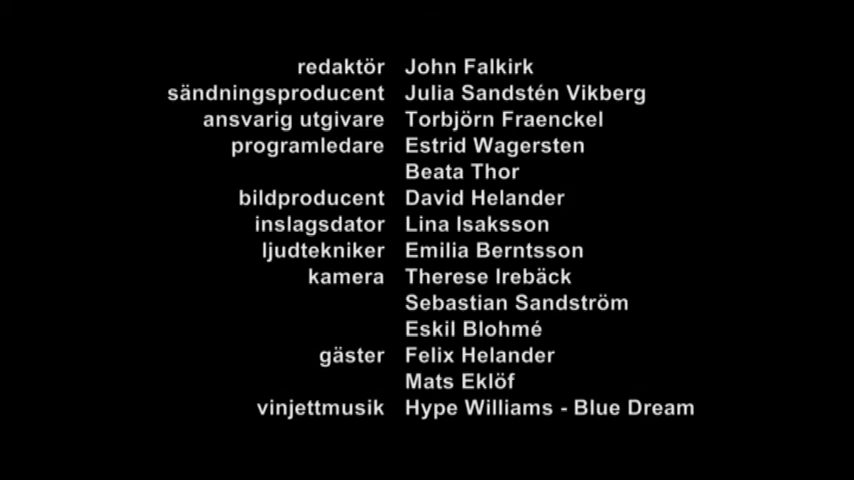 redaktör John Falkirk
sändningsproducent Julia Sandstén Vikberg
ansvarig utgivare Torbjörn Fraenckel
programledare Estrid Wagersten
Beata Thor
bildproducent David Helander
inslagsdator Lina Isaksson
ljudtekniker Emilia Berntsson
kamera Therese Irebäck
Sebastian Sandström
Eskil Blohmé
gäster Felix Helander
Mats Eklöf
vinjettmusik Hype Williams - Blue Dream